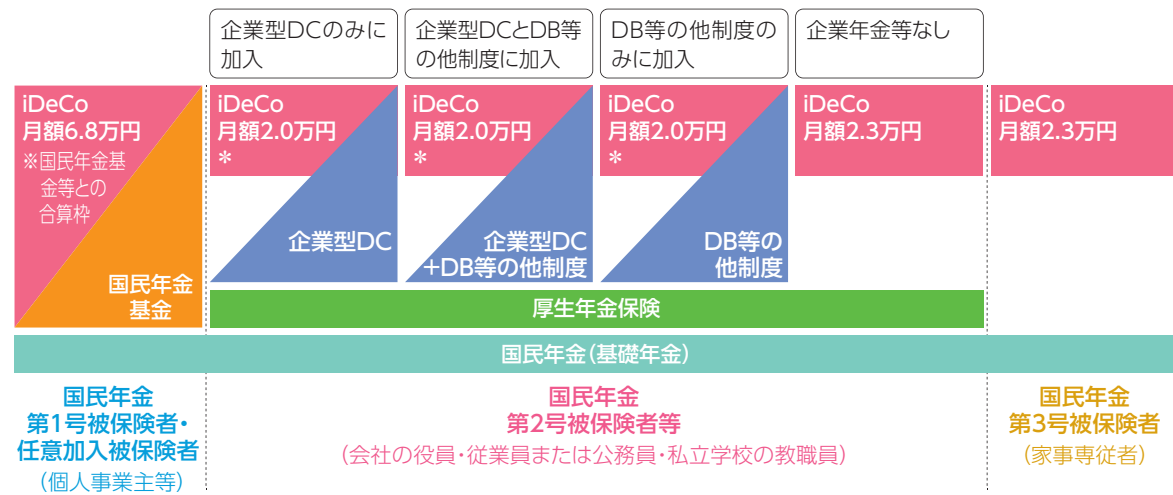 企業型DCのみに
加入
企業型DCとDB等
の他制度に加入
DB等の他制度の
みに加入
企業年金等なし
iDeCo
月額6.8万円
※国民年金基
金等との
合算枠
国民年金
基金
iDeCo
月額2.0万円
＊
企業型DC
iDeCo
月額2.0万円
＊
企業型DC
＋DB等の他制度
iDeCo
月額2.0万円
＊
DB等の
他制度
iDeCo
月額2.3万円
iDeCo
月額2.3万円
厚生年金保険
国民年金（基礎年金）
国民年金
第1号被保険者・
任意加入被保険者
（個人事業主等）
国民年金
第2号被保険者等
（会社の役員・従業員または公務員・私立学校の教職員）
国民年金
第3号被保険者
（家事専従者）